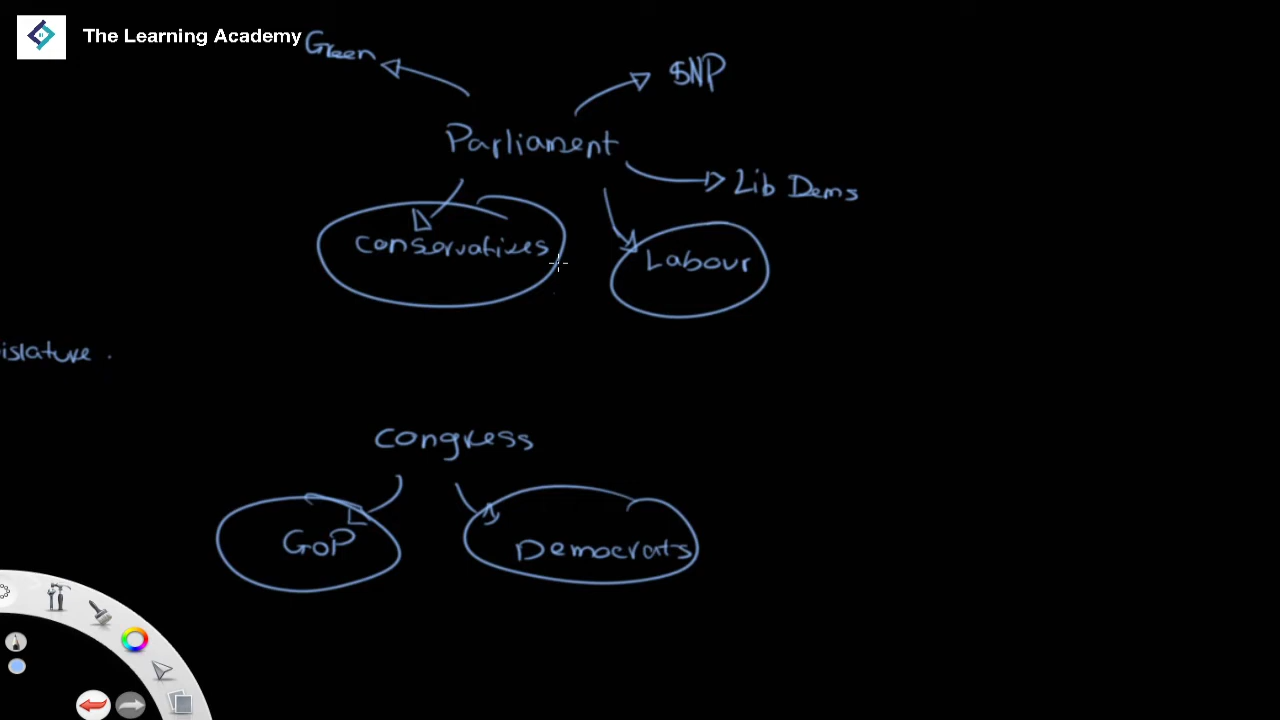 The Learning Academy
Green
SNP
Parliament
Lib Dems
Conservatives
Labour
islature.
Congress
GOP
Democrats